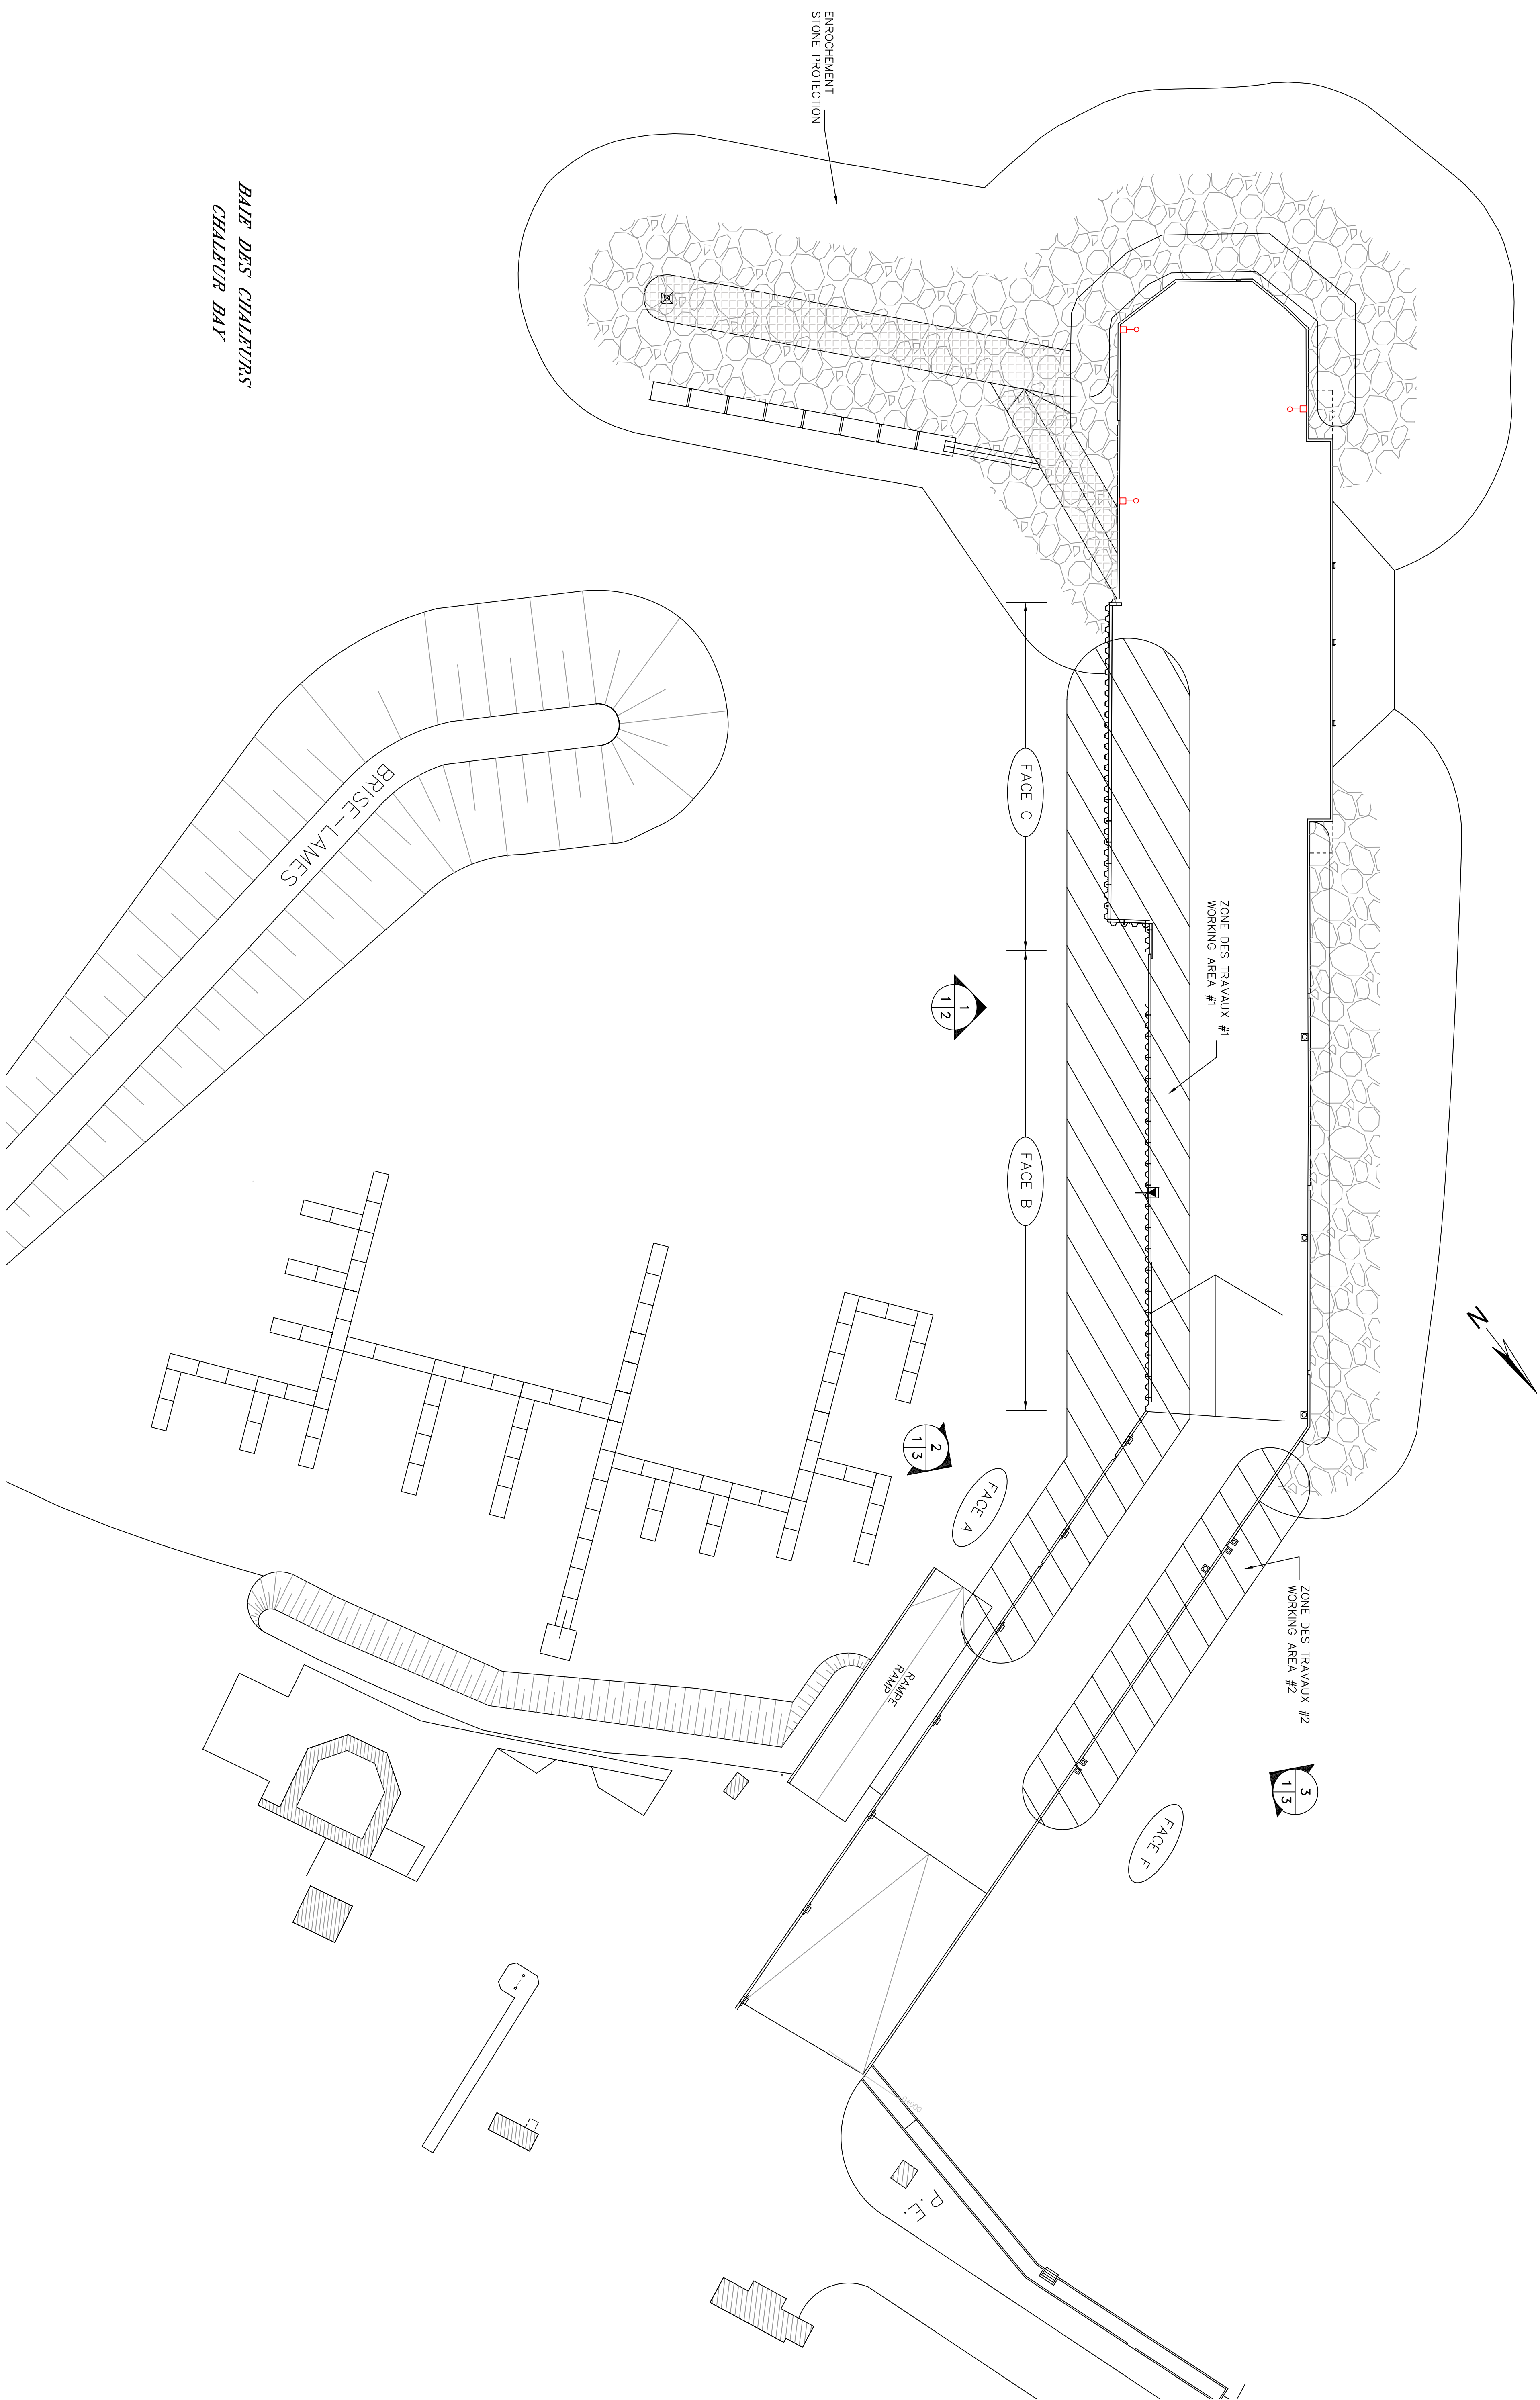 ENROCHEMENT
STONE PROTECTION
BAIE DES CHALEURS
CHALEUR BAY
BRISE-LAMES
FACE C
ZONE DES TRAVAUX #1
WORKING AREA #1
1
1 2
FACE B
N
2
1 3
FACE A
ZONE DES TRAVAUX #2
WORKING AREA #2
RAMPE
RAMP
3
1 3
FACE F
0+000
P.E.